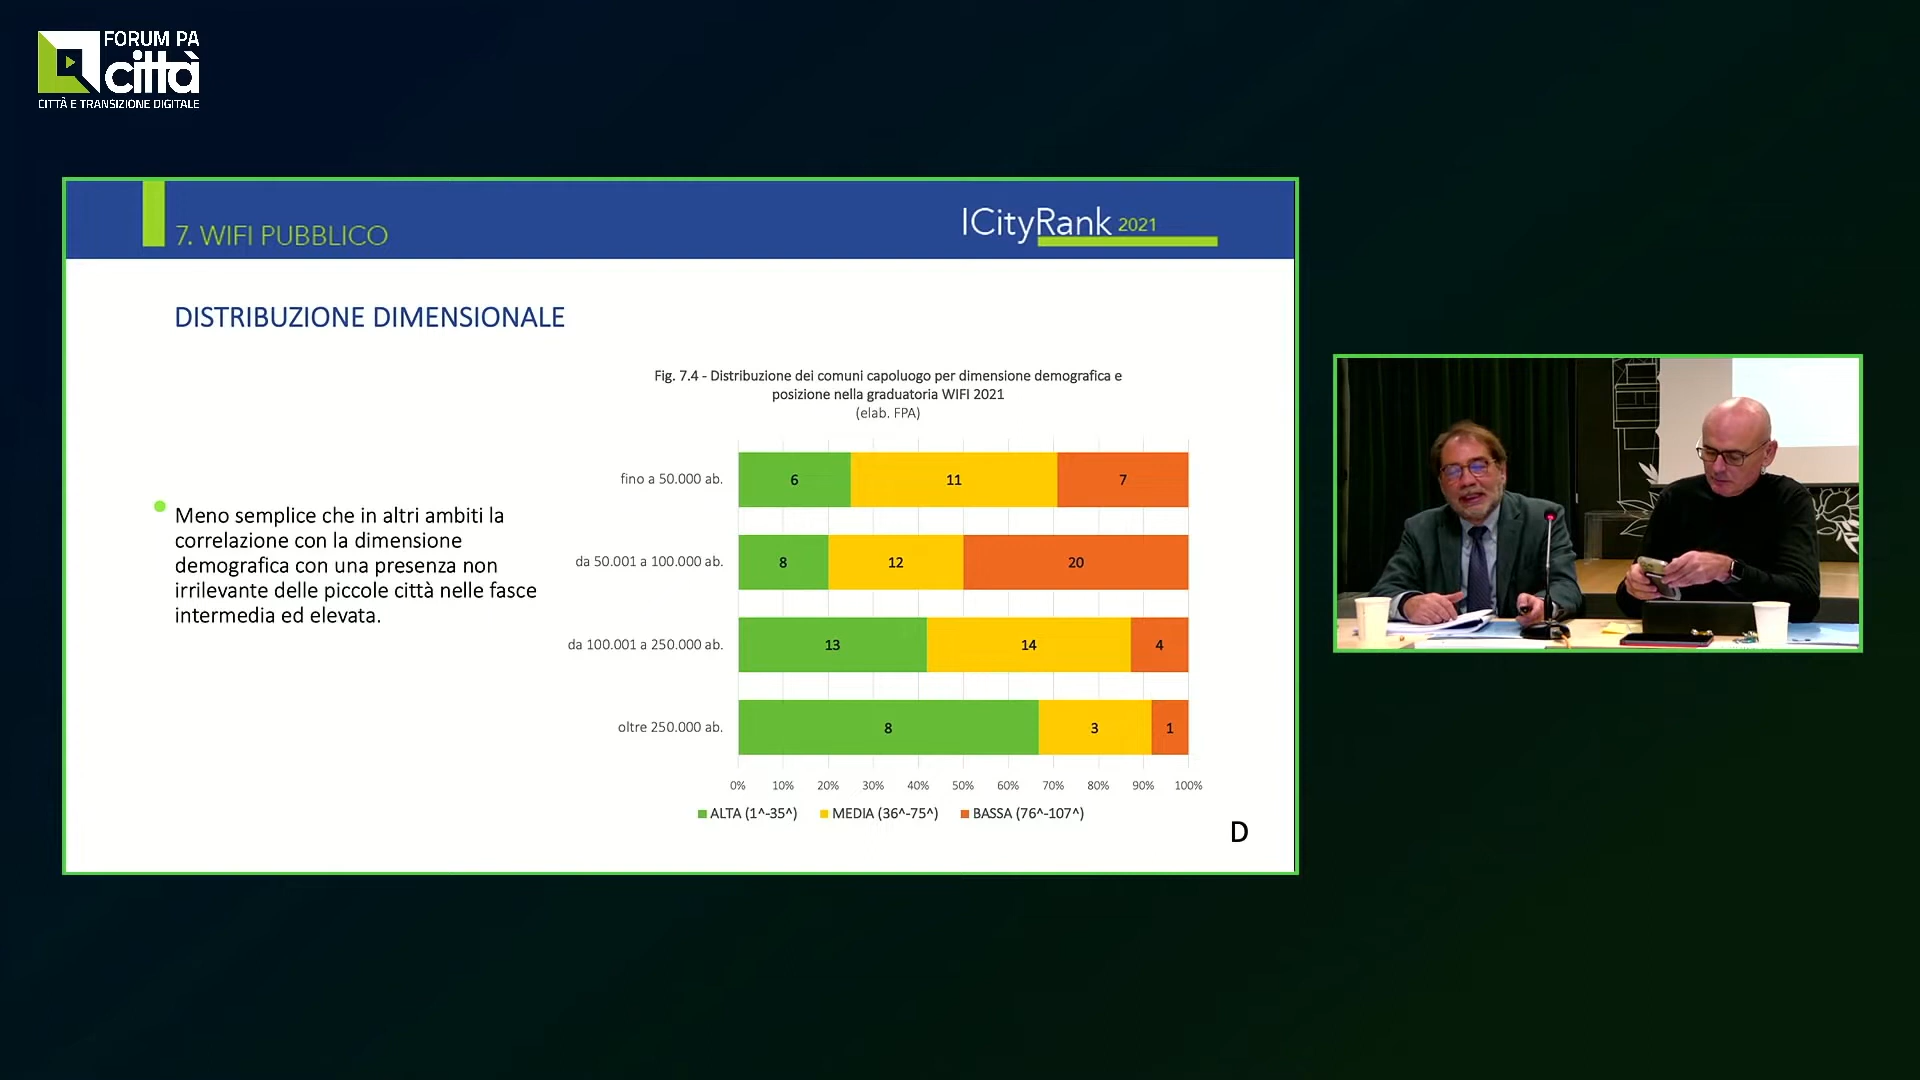 FORUM PA
città
CITTÀ E TRANSIZIONE DIGITALE
7. WIFI PUBBLICO
ICityRank 2021
DISTRIBUZIONE DIMENSIONALE
Meno semplice che in altri ambiti la
correlazione con la dimensione
demografica con una presenza non
irrilevante delle piccole città nelle fasce
intermedia ed elevata.
Fig. 7.4 - Distribuzione dei comuni capoluogo per dimensione demografica e
posizione nella graduatoria WIFI 2021
(elab. FPA)
fino a 50.000 ab. 6 11 7
da 50.001 a 100.000 ab. 8 12 20
da 100.001 a 250.000 ab. 13 14 4
oltre 250.000 ab. 8 3 1
0% 10% 20% 30% 40% 50% 60% 70% 80% 90% 100%
ALTA (1^-35^) MEDIA (36^-75^) BASSA (76^-107^)
D